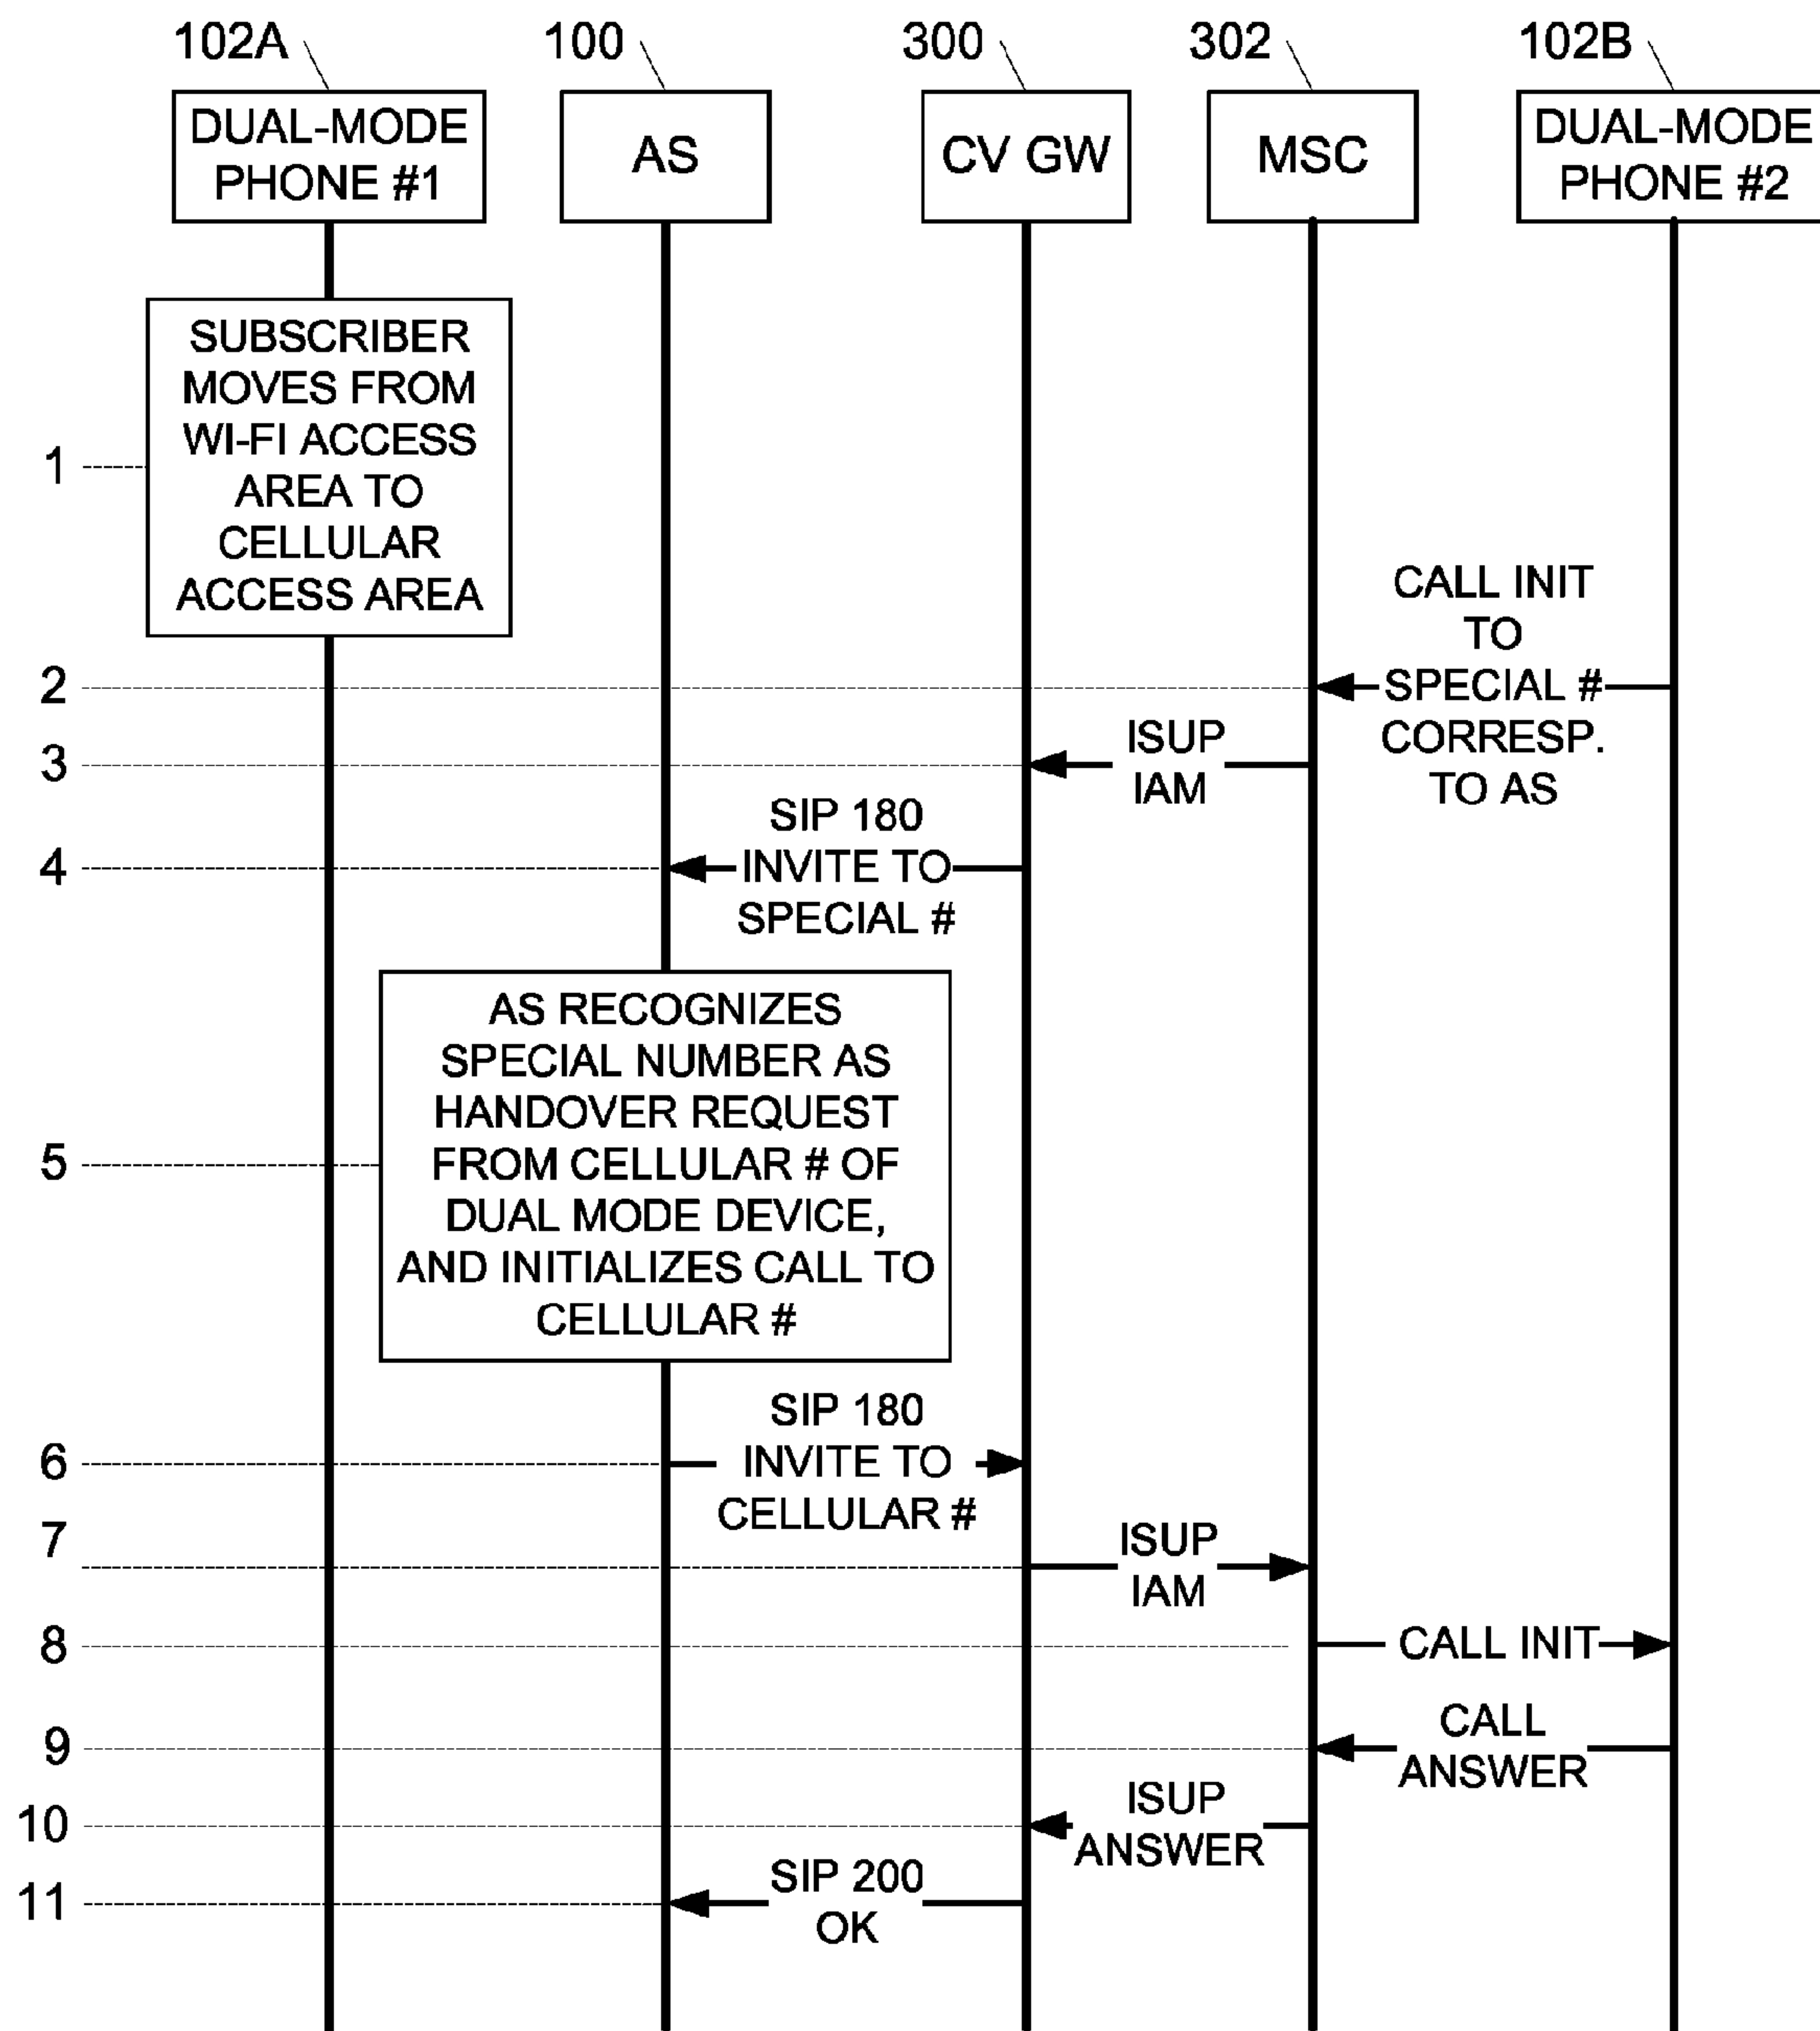 102A
100
300
302
102B
DUAL-MODE
PHONE #1
AS
CV GW
MSC
DUAL-MODE
PHONE #2
1
SUBSCRIBER
MOVES FROM
WI-FI ACCESS
AREA TO
CELLULAR
ACCESS AREA
2
CALL INIT
TO
SPECIAL #
CORRESP.
TO AS
3
ISUP
IAM
4
SIP 180
INVITE TO
SPECIAL #
5
AS RECOGNIZES
SPECIAL NUMBER AS
HANDOVER REQUEST
FROM CELLULAR # OF
DUAL MODE DEVICE,
AND INITIALIZES CALL TO
CELLULAR #
6
SIP 180
INVITE TO
CELLULAR #
7
ISUP
IAM
8
CALL INIT
9
CALL
ANSWER
10
ISUP
ANSWER
11
SIP 200
OK